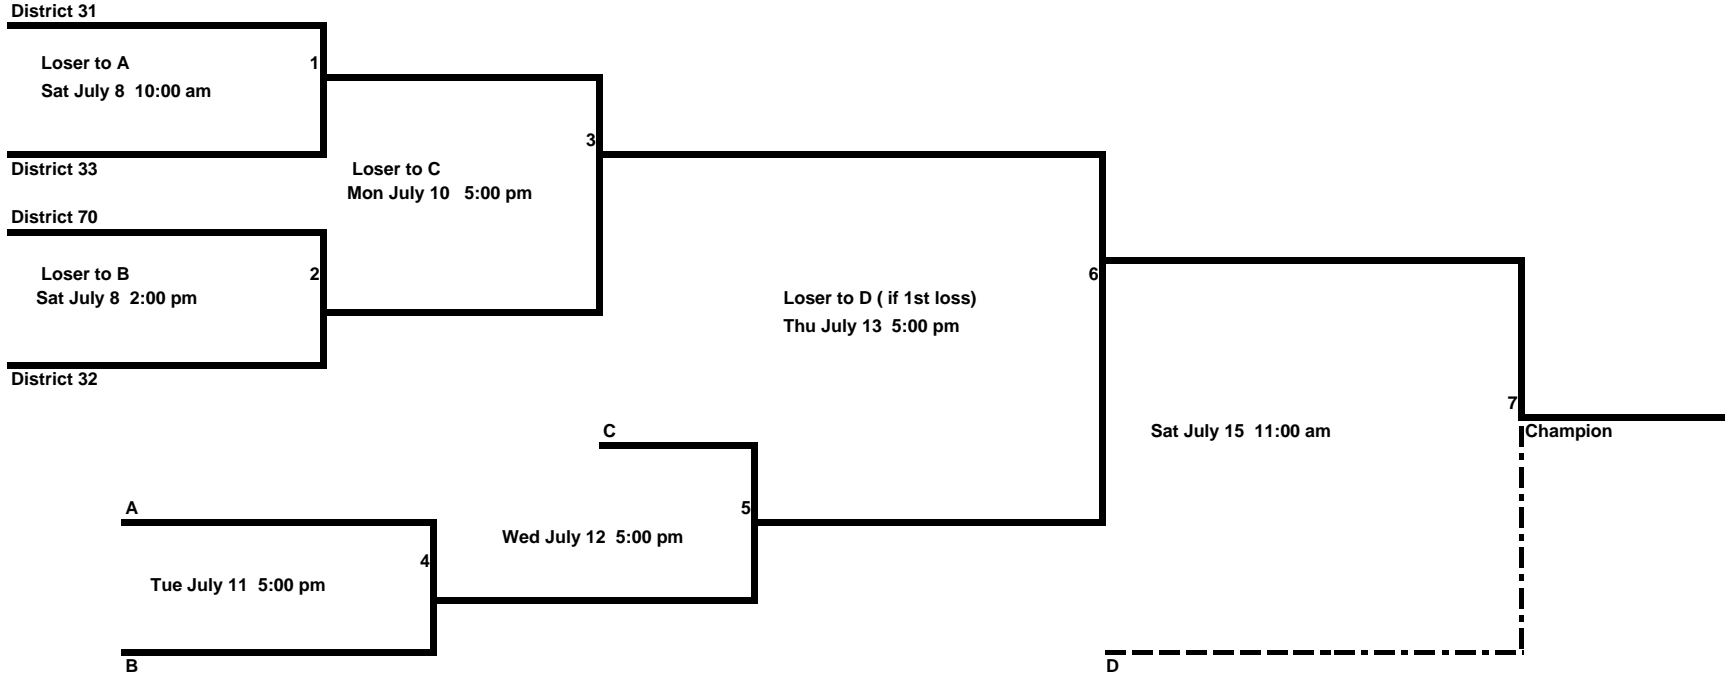 District 31
Loser to A
1
Sat July 8 10:00 am
3
District 33
Loser to C
Mon July 10 5:00 pm
District 70
Loser to B
2
6
Sat July 8 2:00 pm
Loser to D ( if 1st loss)
Thu July 13 5:00 pm
District 32
7
C
Sat July 15 11:00 am
Champion
A
5
Wed July 12 5:00 pm
4
Tue July 11 5:00 pm
B
D